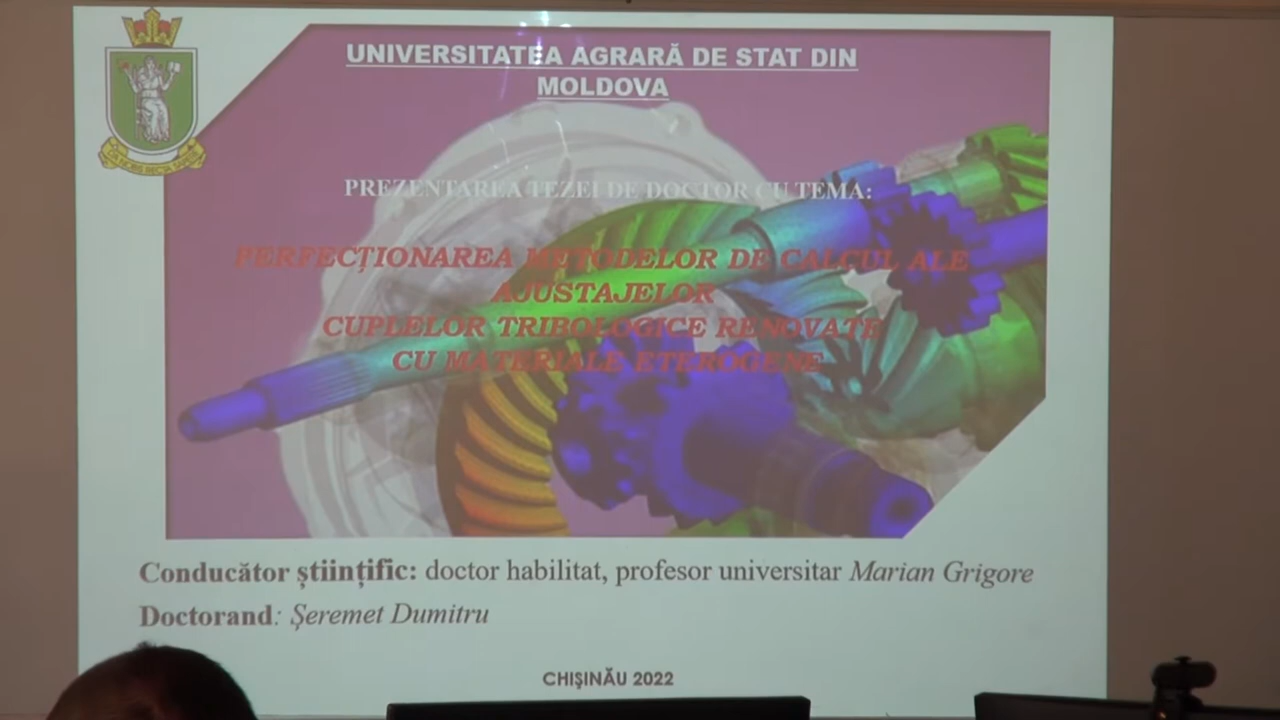 UNIVERSITATEA AGRARĂ DE STAT DIN
MOLDOVA
PREZENTAREA TEZEI DE DOCTOR CU TEMA:
PERFECȚIONAREA METODELOR DE CALCUL ALE
AJUSTAJELOR
CUPLELOR TRIBOLOGICE RENOVATE
CU MATERIALE ETEROGENE
Conducător științific: doctor habilitat, profesor universitar Marian Grigore
Doctorand: Șeremet Dumitru
CHIȘINĂU 2022